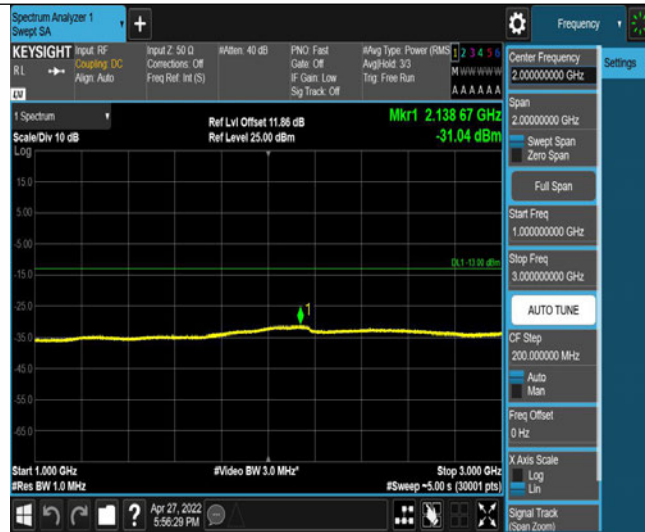 Spectrum Analyzer 1
Swept SA
Frequency
KEYSIGHT
RL
Input: RF
Coupling: DC
Align: Auto
Input Z: 50 Ω
Corrections: Off
Freq Ref: Int (S)
#Atten: 40 dB
PNO: Fast
Gate: Off
IF Gain: Low
Sig Track: Off
#Avg Type: Power (RMS
Avg|Hold: 3/3
Trig: Free Run
1 2 3 4 5 6
M W W W W W
A A A A A A
1 Spectrum
Scale/Div 10 dB
Log
Ref Lvl Offset 11.86 dB
Ref Level 25.00 dBm
Mkr1 2.138 67 GHz
-31.04 dBm
15.0
5.00
-5.00
-15.0
-25.0
-35.0
-45.0
-55.0
-65.0
DL1 -13.00 dBm
1
Start 1.000 GHz
#Res BW 1.0 MHz
#Video BW 3.0 MHz*
Stop 3.000 GHz
#Sweep ~5.00 s (30001 pts)
Apr 27, 2022
5:56:29 PM
Center Frequency
2.000000000 GHz
Settings
Span
2.00000000 GHz
Swept Span
Zero Span
Full Span
Start Freq
1.000000000 GHz
Stop Freq
3.000000000 GHz
AUTO TUNE
CF Step
200.000000 MHz
Auto
Man
Freq Offset
0 Hz
X Axis Scale
Log
Lin
Signal Track
(Span Zoom)